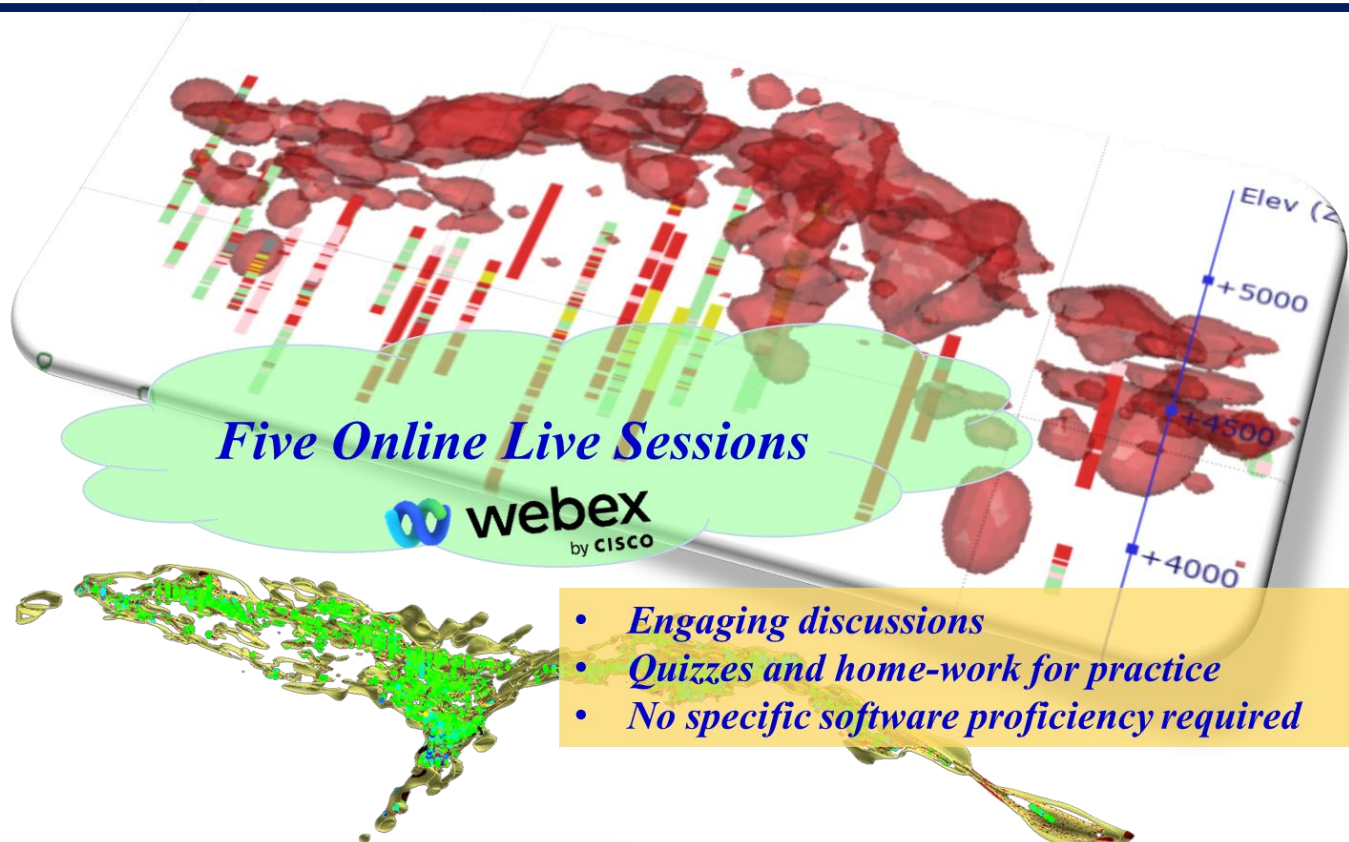 Elev (Z
+5000
+4500
+4000
Five Online Live Sessions
webex
by CISCO
• Engaging discussions
• Quizzes and home-work for practice
• No specific software proficiency required